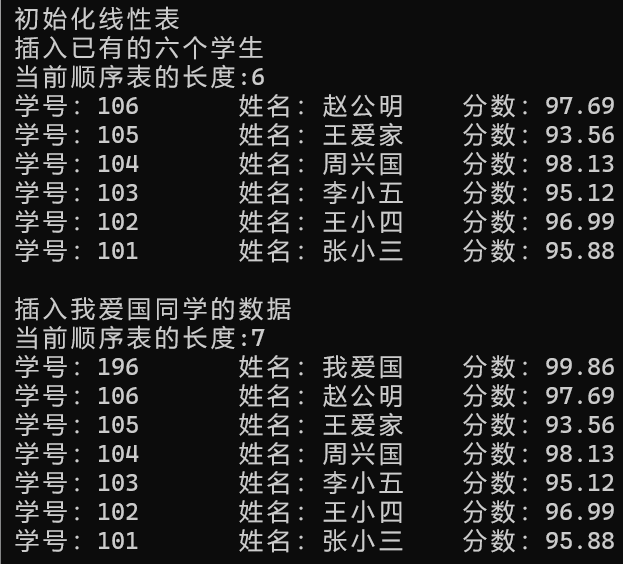 初始化线性表
插入已有的六个学生
当前顺序表的长度:6
学号：106 姓名：赵公明 分数：97.69
学号：105 姓名：王爱家 分数：93.56
学号：104 姓名：周兴国 分数：98.13
学号：103 姓名：李小五 分数：95.12
学号：102 姓名：王小四 分数：96.99
学号：101 姓名：张小三 分数：95.88
插入我爱国同学的数据
当前顺序表的长度:7
学号：196 姓名：我爱国 分数：99.86
学号：106 姓名：赵公明 分数：97.69
学号：105 姓名：王爱家 分数：93.56
学号：104 姓名：周兴国 分数：98.13
学号：103 姓名：李小五 分数：95.12
学号：102 姓名：王小四 分数：96.99
学号：101 姓名：张小三 分数：95.88